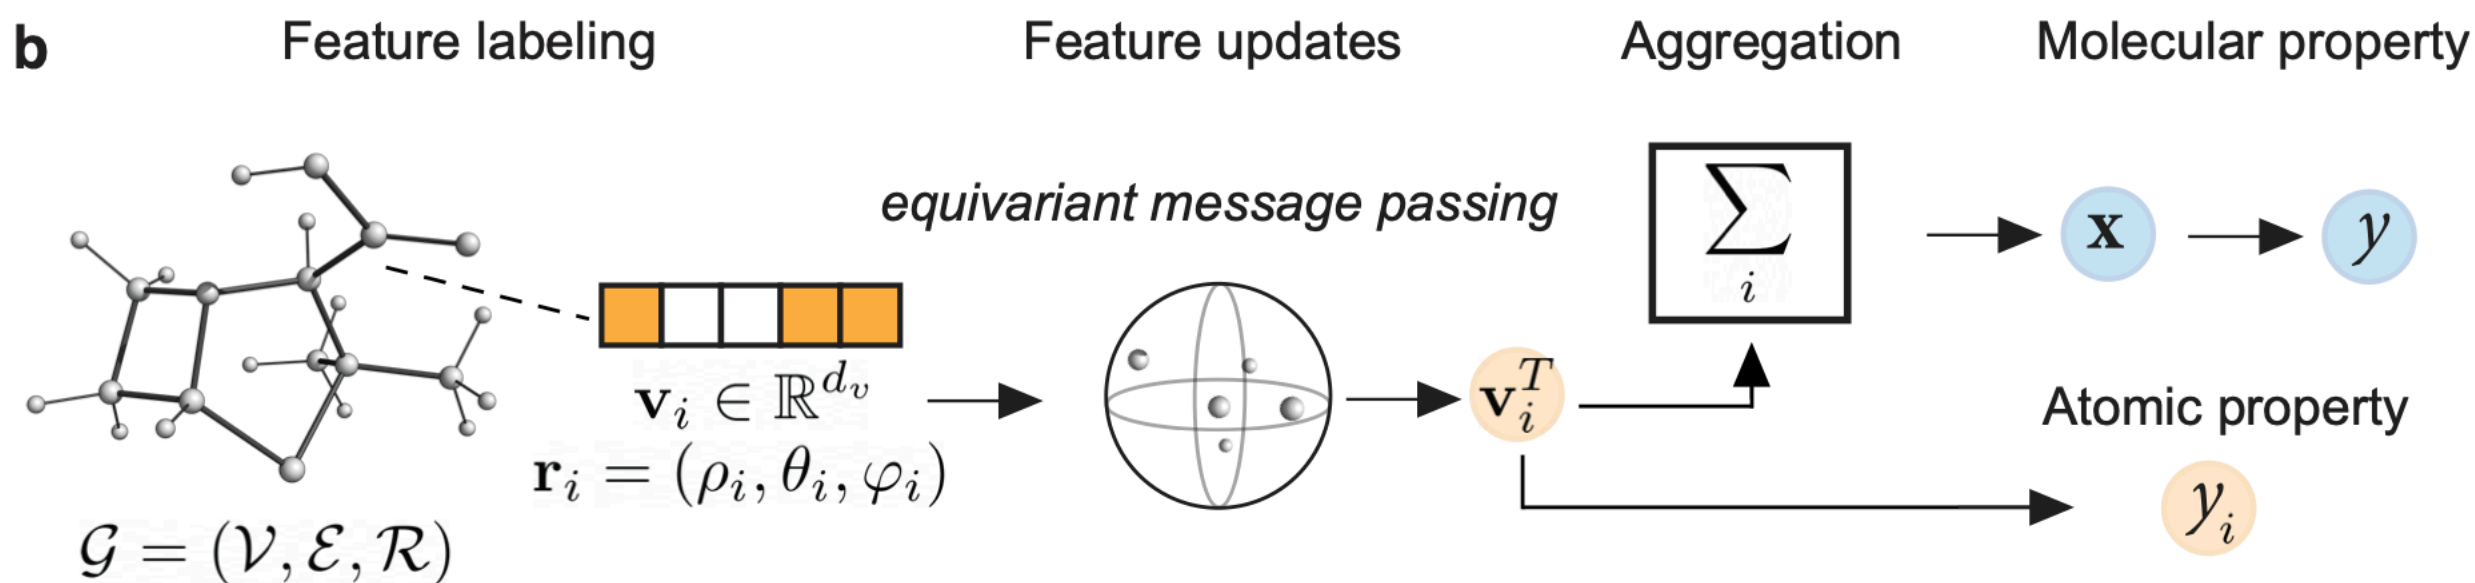 b
Feature labeling
Feature updates
Aggregation
Molecular property
equivariant message passing
∑
i
x
y
v_i ∈ ℝ^{d_v}
r_i = (ρ_i, θ_i, φ_i)
v_i^T
Atomic property
y_i
𝒢 = (𝒱, ℰ, ℛ)